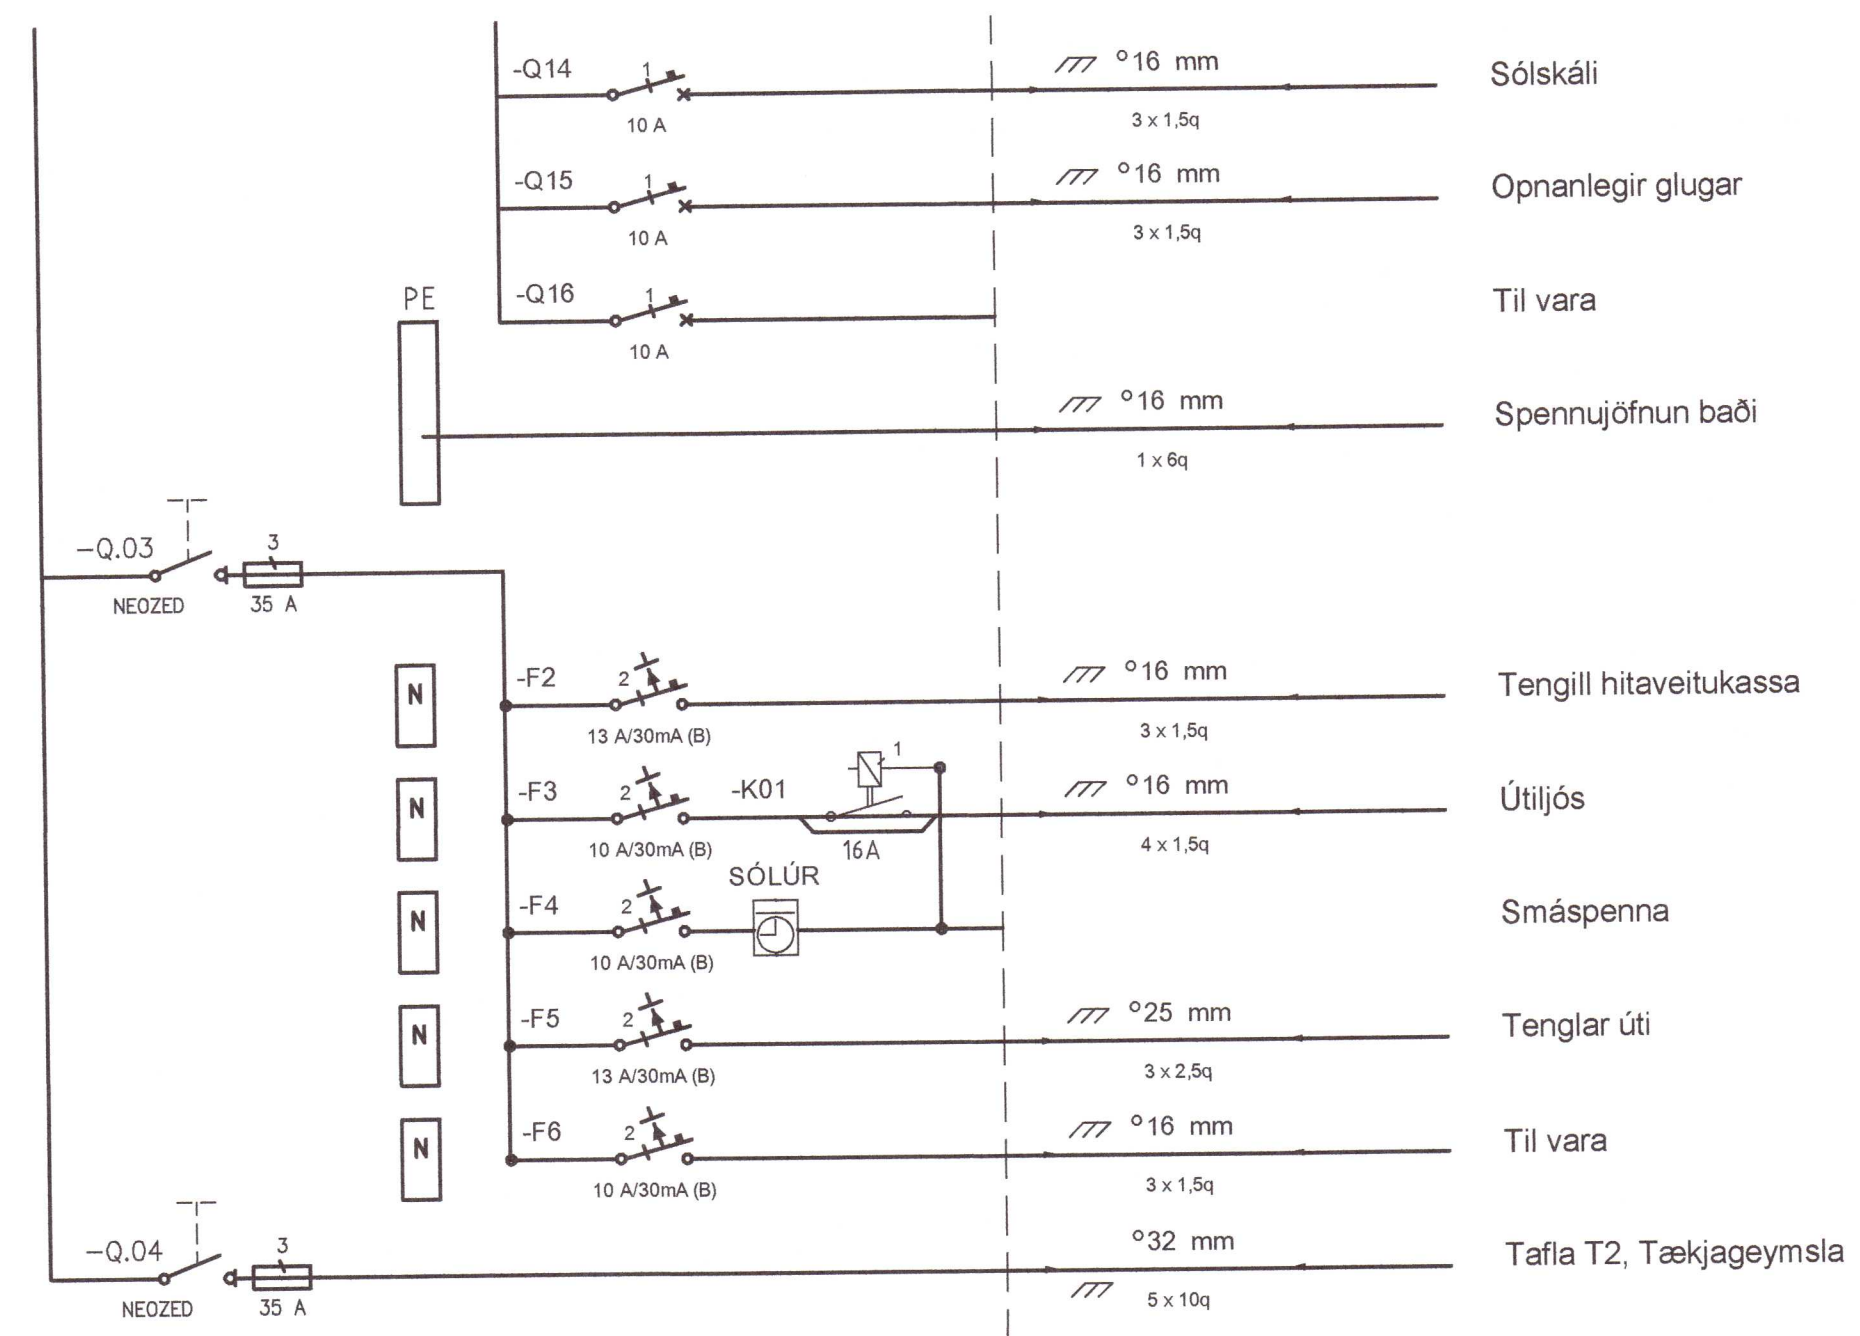 -Q14
1
10 A
°16 mm
3 x 1,5q
Sólskáli
-Q15
1
10 A
°16 mm
3 x 1,5q
Opnanlegir glugar
-Q16
1
10 A
Til vara
PE
°16 mm
1 x 6q
Spennujöfnun baði
-Q.03
NEOZED
3
35 A
N
-F2
2
13 A/30mA (B)
°16 mm
3 x 1,5q
Tengill hitaveitukassa
N
-F3
2
10 A/30mA (B)
-K01
1
16A
°16 mm
4 x 1,5q
Útiljós
N
-F4
2
10 A/30mA (B)
SÓLÚR
Smáspenna
N
-F5
2
13 A/30mA (B)
°25 mm
3 x 2,5q
Tenglar úti
N
-F6
2
10 A/30mA (B)
°16 mm
3 x 1,5q
Til vara
-Q.04
NEOZED
3
35 A
°32 mm
5 x 10q
Tafla T2, Tækjageymsla